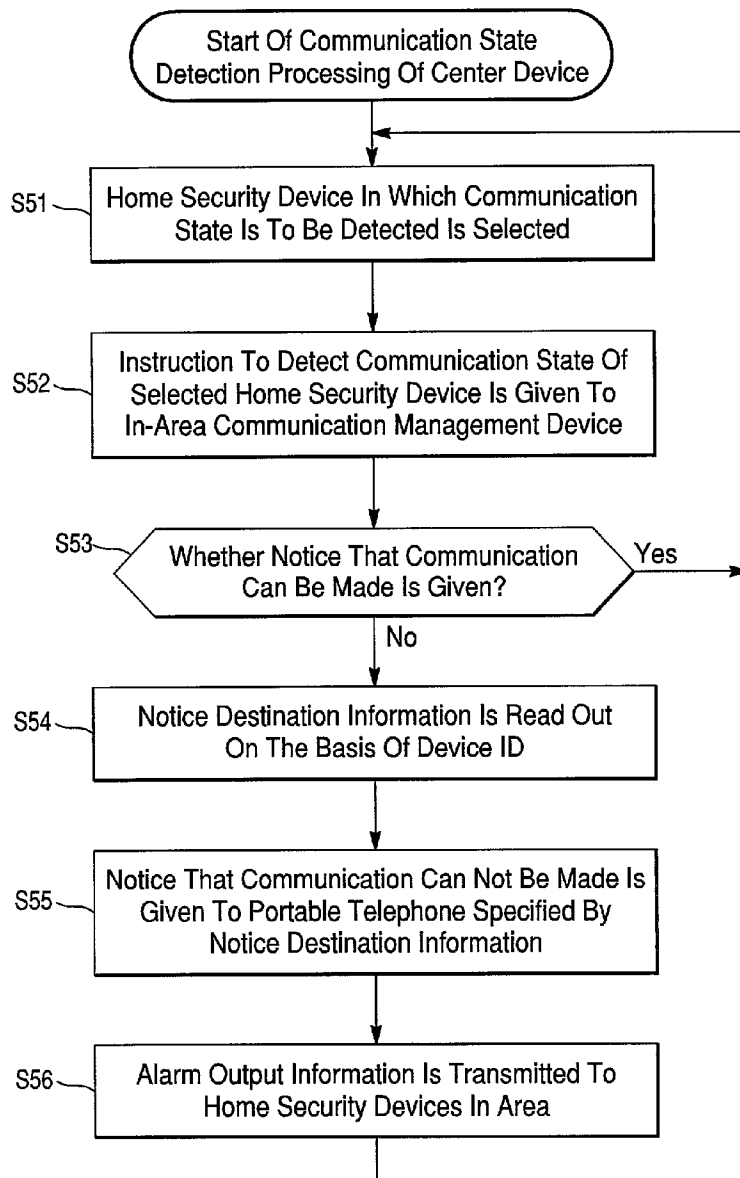 Start Of Communication State
Detection Processing Of Center Device
S51
Home Security Device In Which Communication
State Is To Be Detected Is Selected
S52
Instruction To Detect Communication State Of
Selected Home Security Device Is Given To
In-Area Communication Management Device
S53
Whether Notice That Communication
Can Be Made Is Given?
Yes
No
S54
Notice Destination Information Is Read Out
On The Basis Of Device ID
S55
Notice That Communication Can Not Be Made Is
Given To Portable Telephone Specified By
Notice Destination Information
S56
Alarm Output Information Is Transmitted To
Home Security Devices In Area